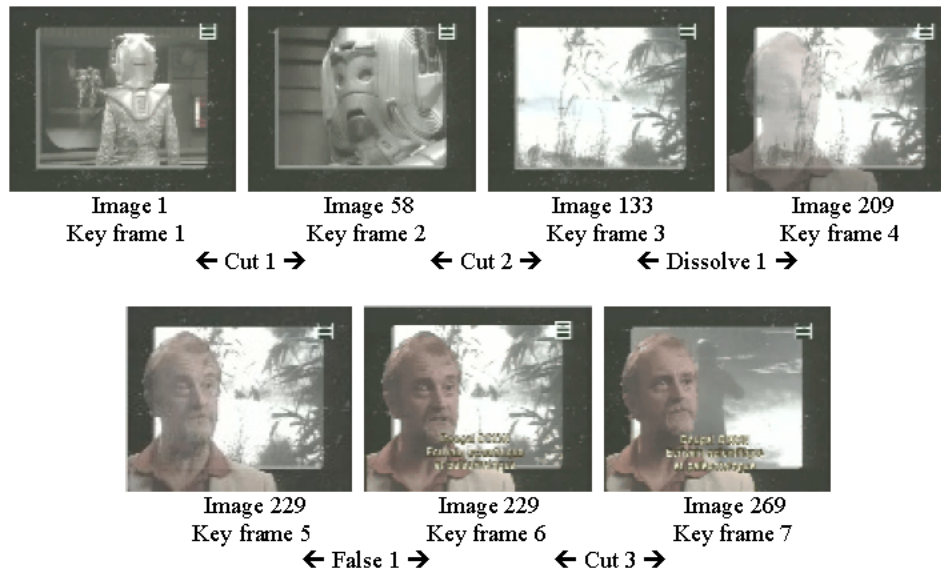 Image 1 Image 58 Image 133 Image 209
Key frame 1 Key frame 2 Key frame 3 Key frame 4
← Cut 1 → ← Cut 2 → ← Dissolve 1 →
Image 229 Image 229 Image 269
Key frame 5 Key frame 6 Key frame 7
← False 1 → ← Cut 3 →